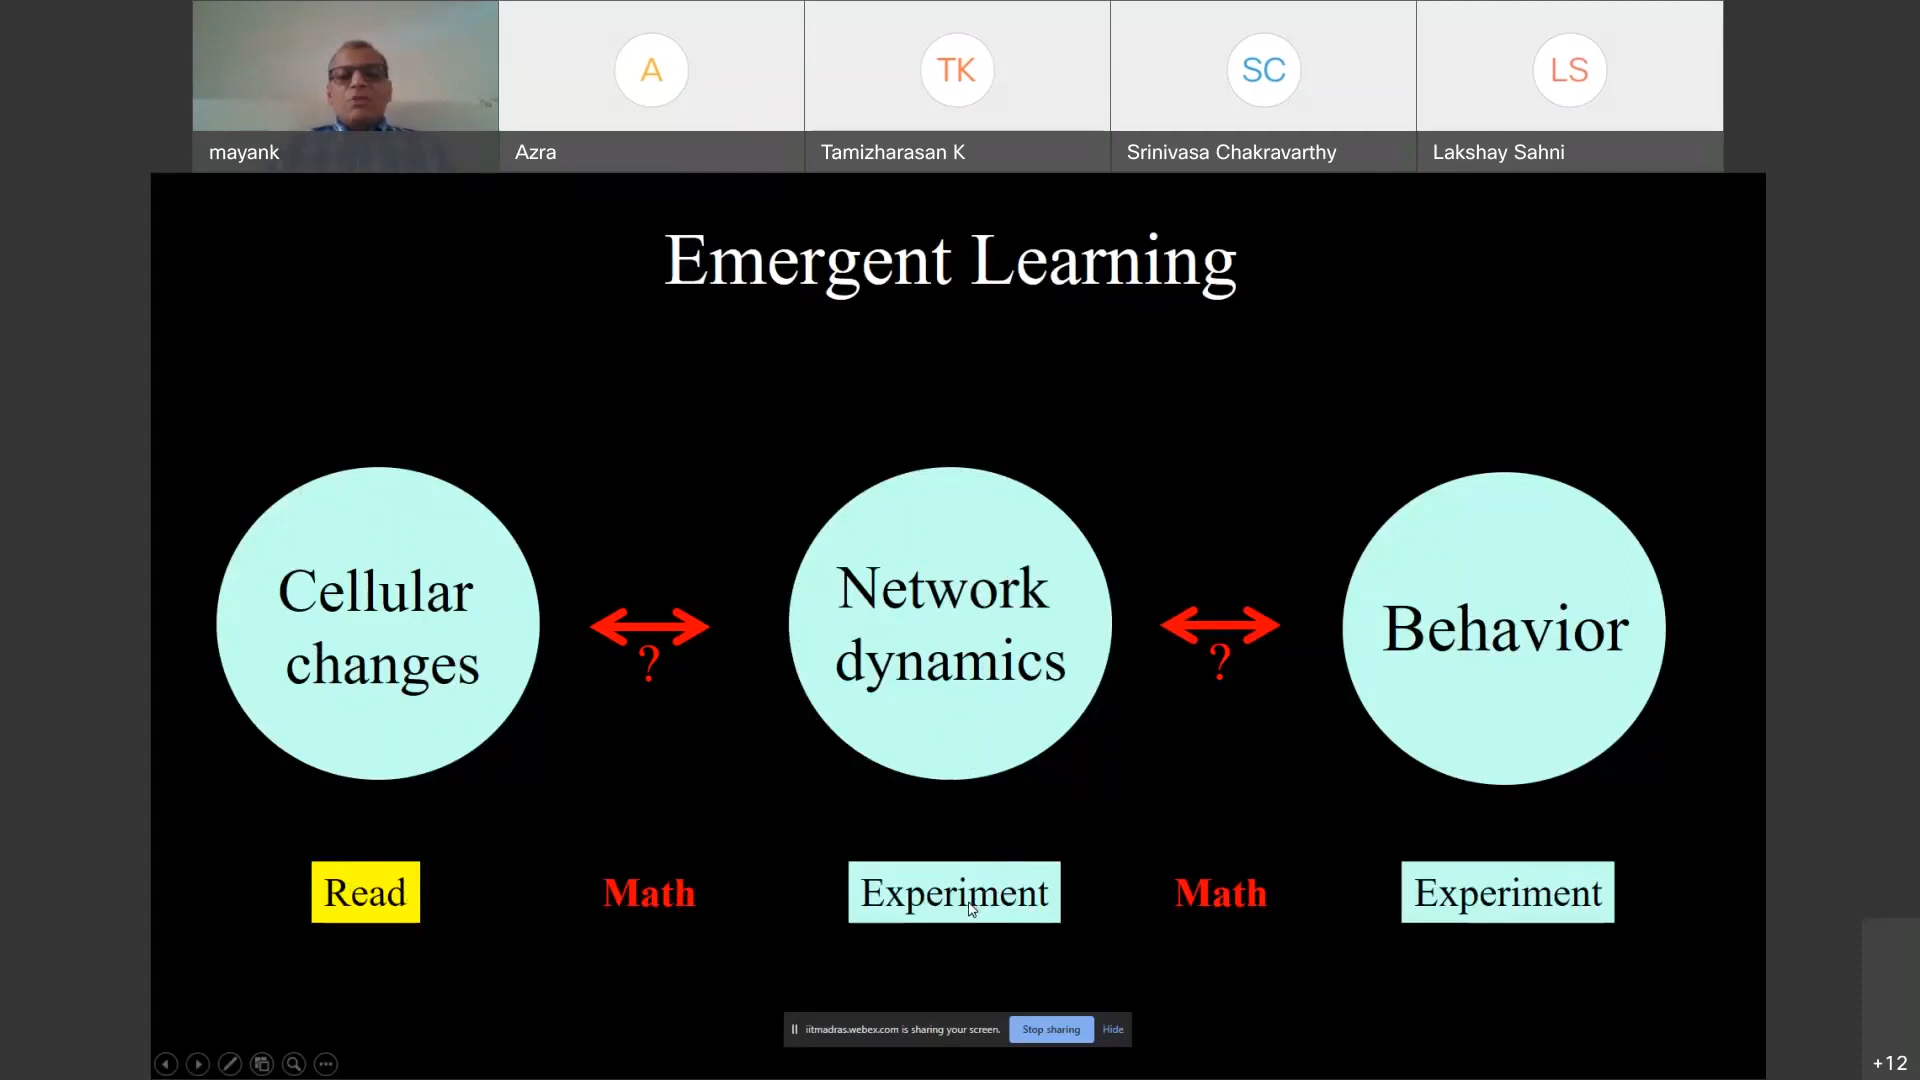 A
TK
SC
LS
mayank
Azra
Tamizharasan K
Srinivasa Chakravarthy
Lakshay Sahni
Emergent Learning
Cellular
changes
?
Network
dynamics
?
Behavior
Read
Math
Experiment
Math
Experiment
iitmadras.webex.com is sharing your screen.
Stop sharing
Hide
+12